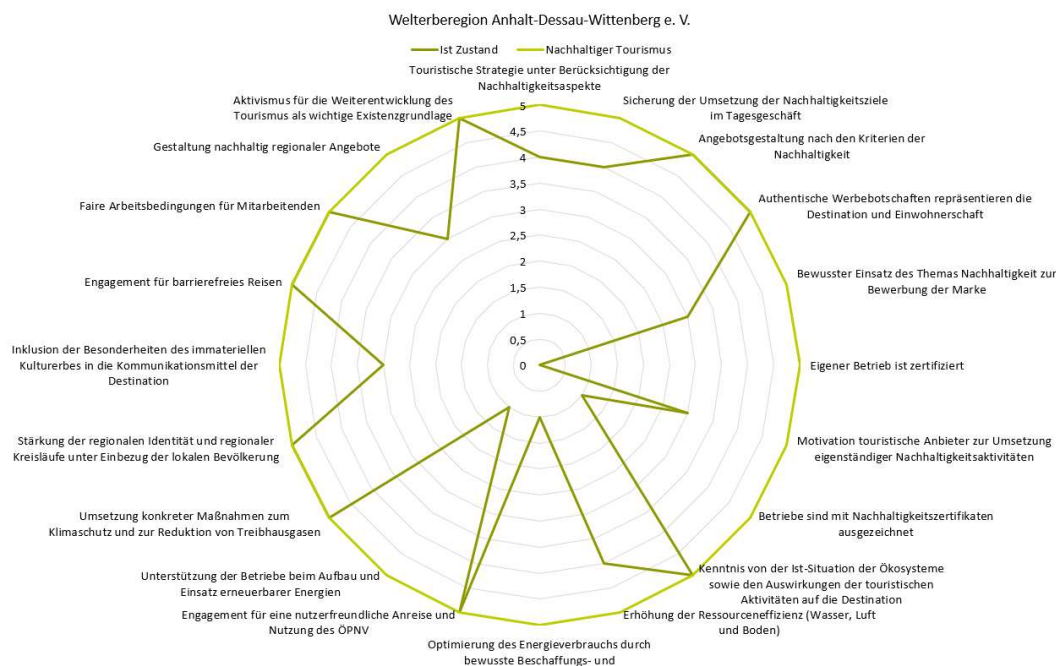 Welterberegion Anhalt-Dessau-Wittenberg e. V.
Ist Zustand
Nachhaltiger Tourismus
Touristische Strategie unter Berücksichtigung der
Nachhaltigkeitsaspekte
Sicherung der Umsetzung der Nachhaltigkeitsziele
im Tagesgeschäft
Angebotsgestaltung nach den Kriterien der
Nachhaltigkeit
Authentische Werbebotschaften repräsentieren die
Destination und Einwohnerschaft
Bewusster Einsatz des Themas Nachhaltigkeit zur
Bewerbung der Marke
Eigener Betrieb ist zertifiziert
Motivation touristische Anbieter zur Umsetzung
eigenständiger Nachhaltigkeitsaktivitäten
Betriebe sind mit Nachhaltigkeitszertifikaten
ausgezeichnet
Kenntnis von der Ist-Situation der Ökosysteme
sowie den Auswirkungen der touristischen
Aktivitäten auf die Destination
Erhöhung der Ressourceneffizienz (Wasser, Luft
und Boden)
Optimierung des Energieverbrauchs durch
bewusste Beschaffungs- und
Engagement für eine nutzerfreundliche Anreise und
Nutzung des ÖPNV
Unterstützung der Betriebe beim Aufbau und
Einsatz erneuerbarer Energien
Umsetzung konkreter Maßnahmen zum
Klimaschutz und zur Reduktion von Treibhausgasen
Stärkung der regionalen Identität und regionaler
Kreisläufe unter Einbezug der lokalen Bevölkerung
Inklusion der Besonderheiten des immateriellen
Kulturerbes in die Kommunikationsmittel der
Destination
Engagement für barrierefreies Reisen
Faire Arbeitsbedingungen für Mitarbeitenden
Gestaltung nachhaltig regionaler Angebote
Aktivismus für die Weiterentwicklung des
Tourismus als wichtige Existenzgrundlage
5
4,5
4
3,5
3
2,5
2
1,5
1
0,5
0